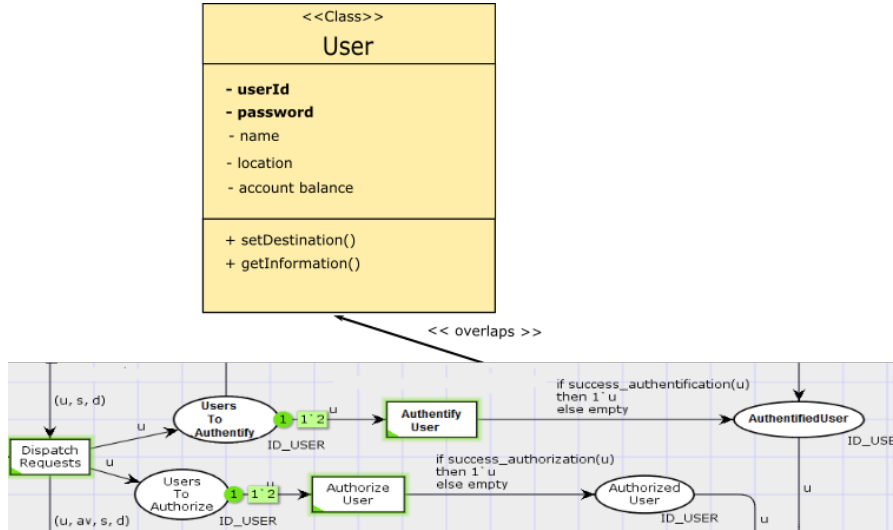 <<Class>>
User
- userId
- password
- name
- location
- account balance
+ setDestination()
+ getInformation()
<< overlaps >>
(u, s, d)
u
Users
To
Authentify
1
1`2
u
ID_USER
Authentify
User
if success_authentification(u)
then 1`u
else empty
AuthentifiedUser
ID_US
Dispatch
Requests
u
Users
To
Authorize
1
1`2
u
ID_USER
Authorize
User
if success_authorization(u)
then 1`u
else empty
Authorized
User
ID_USER
u
u
(u, av, s, d)